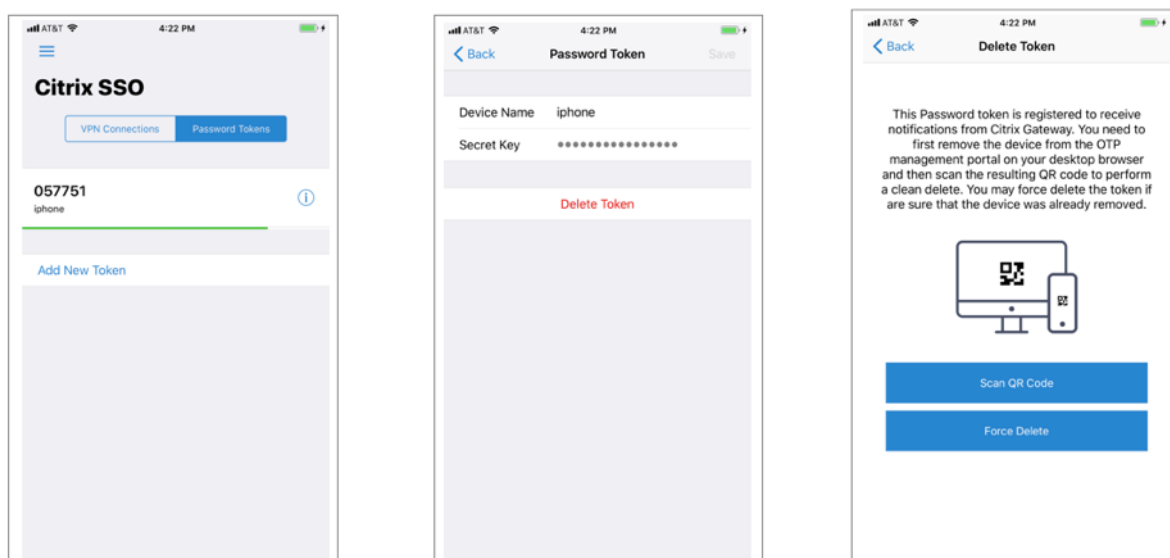 AT&T 4:22 PM
Citrix SSO
VPN Connections Password Tokens
057751
iphone
Add New Token
AT&T 4:22 PM
Back Password Token Save
Device Name iphone
Secret Key ••••••••••••••••
Delete Token
AT&T 4:22 PM
Back Delete Token
This Password token is registered to receive
notifications from Citrix Gateway. You need to
first remove the device from the OTP
management portal on your desktop browser
and then scan the resulting QR code to perform
a clean delete. You may force delete the token if
are sure that the device was already removed.
Scan QR Code
Force Delete